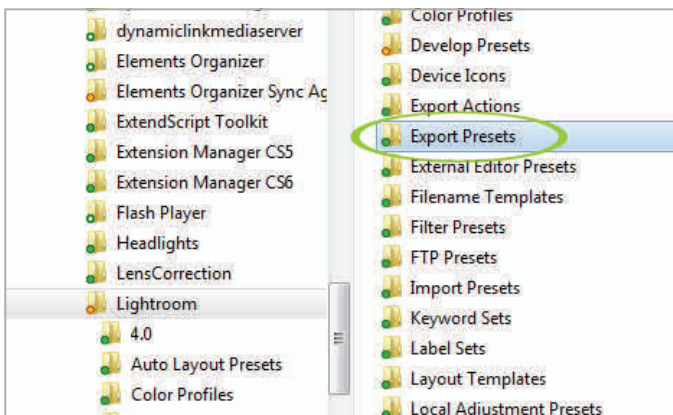 dynamiclinkmediaserver
Elements Organizer
Elements Organizer Sync Ag
ExtendScript Toolkit
Extension Manager CS5
Extension Manager CS6
Flash Player
Headlights
LensCorrection
Lightroom
4.0
Auto Layout Presets
Color Profiles
Color Profiles
Develop Presets
Device Icons
Export Actions
Export Presets
External Editor Presets
Filename Templates
Filter Presets
FTP Presets
Import Presets
Keyword Sets
Label Sets
Layout Templates
Local Adjustment Presets